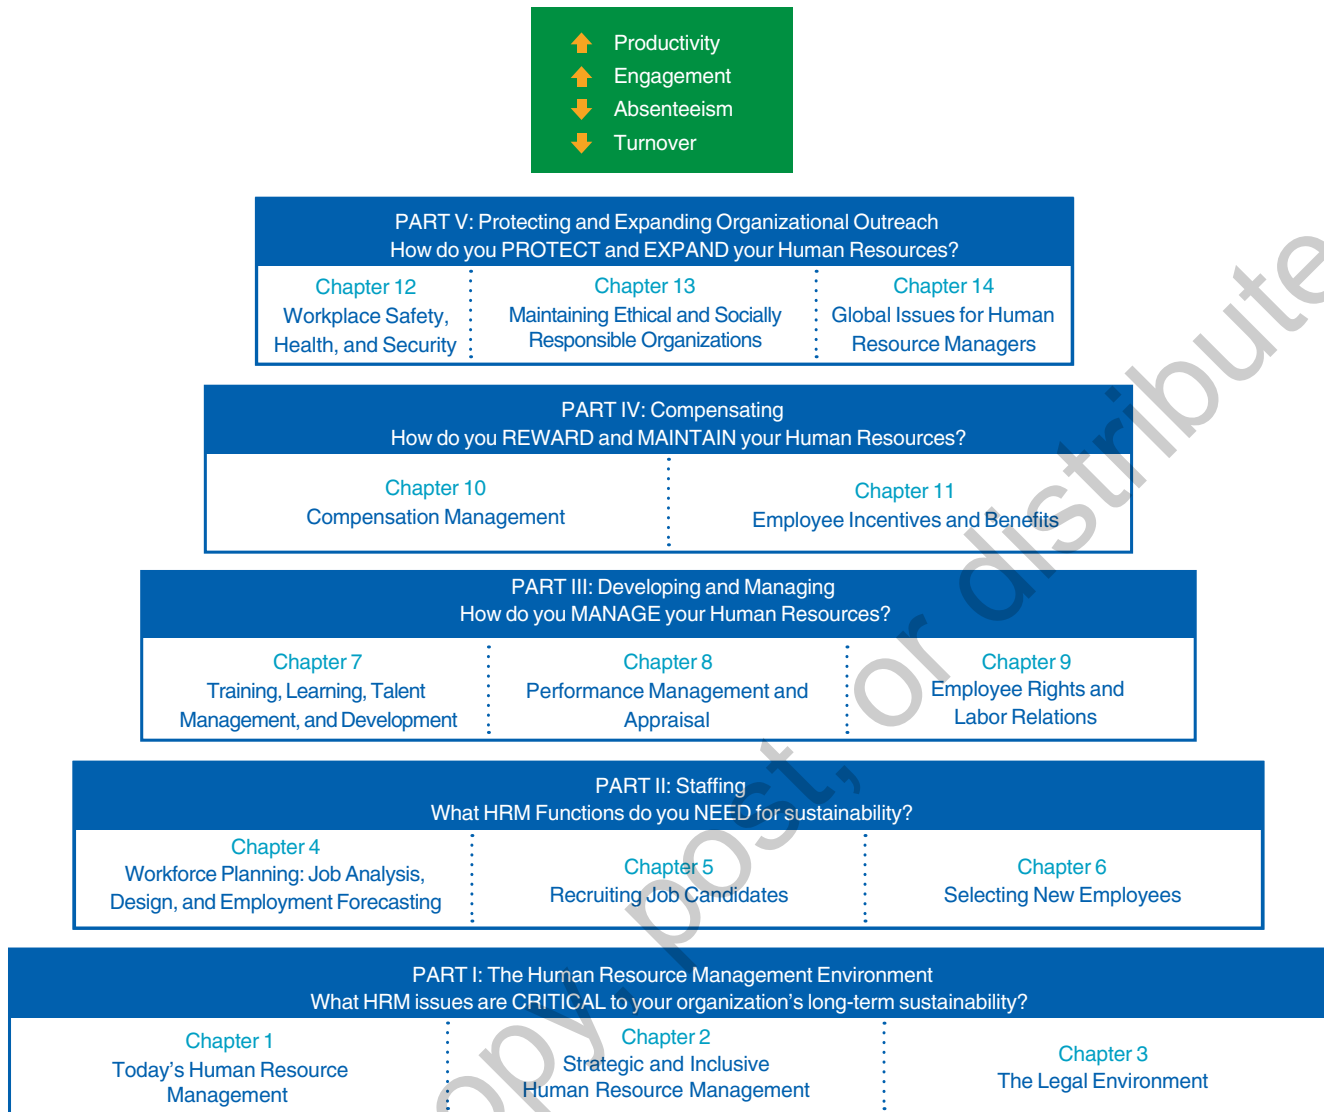 Productivity
Engagement
Absenteeism
Turnover
PART V: Protecting and Expanding Organizational Outreach
How do you PROTECT and EXPAND your Human Resources?
Chapter 12
Workplace Safety,
Health, and Security
Chapter 13
Maintaining Ethical and Socially
Responsible Organizations
Chapter 14
Global Issues for Human
Resource Managers
PART IV: Compensating
How do you REWARD and MAINTAIN your Human Resources?
Chapter 10
Compensation Management
Chapter 11
Employee Incentives and Benefits
PART III: Developing and Managing
How do you MANAGE your Human Resources?
Chapter 7
Training, Learning, Talent
Management, and Development
Chapter 8
Performance Management and
Appraisal
Chapter 9
Employee Rights and
Labor Relations
PART II: Staffing
What HRM Functions do you NEED for sustainability?
Chapter 4
Workforce Planning: Job Analysis,
Design, and Employment Forecasting
Chapter 5
Recruiting Job Candidates
Chapter 6
Selecting New Employees
PART I: The Human Resource Management Environment
What HRM issues are CRITICAL to your organization’s long-term sustainability?
Chapter 1
Today’s Human Resource
Management
Chapter 2
Strategic and Inclusive
Human Resource Management
Chapter 3
The Legal Environment
post, or distribute